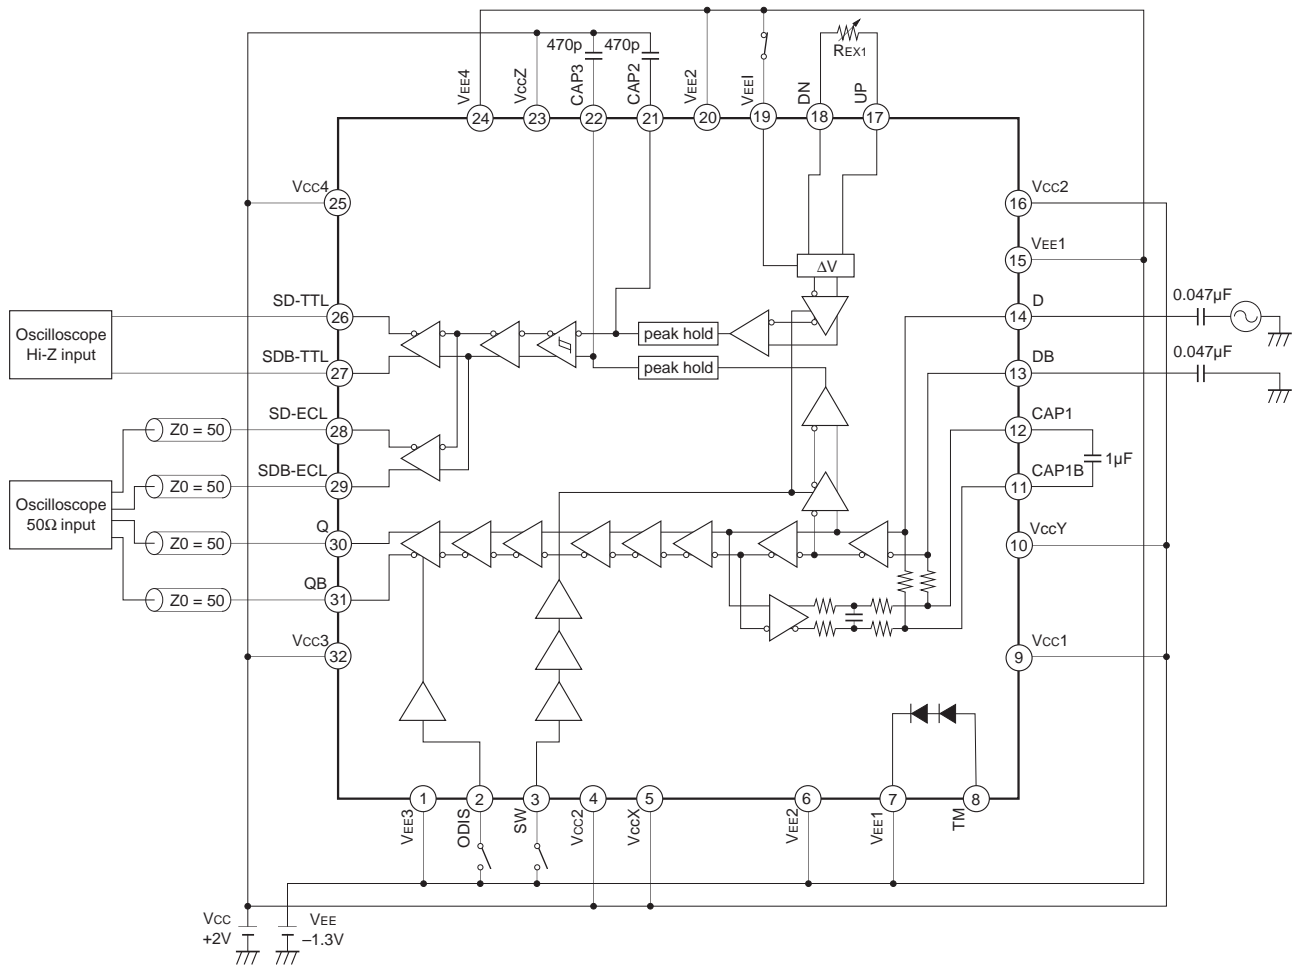 470p
470p
REX1
VEE4
VccZ
CAP3
CAP2
VEE2
VEEI
DN
UP
24
23
22
21
20
19
18
17
Vcc4
25
Vcc2
16
VEE1
15
ΔV
SD-TTL
26
D
14
0.047μF
Oscilloscope
Hi-Z input
peak hold
peak hold
SDB-TTL
27
DB
13
0.047μF
SD-ECL
28
Z0 = 50
CAP1
12
1μF
SDB-ECL
29
Z0 = 50
CAP1B
11
Oscilloscope
50Ω input
Q
30
Z0 = 50
VccY
10
QB
31
Z0 = 50
Vcc3
32
Vcc1
9
1
2
3
4
5
6
7
8
VEE3
ODIS
SW
Vcc2
VccX
VEE2
VEE1
TM
Vcc
+2V
VEE
–1.3V